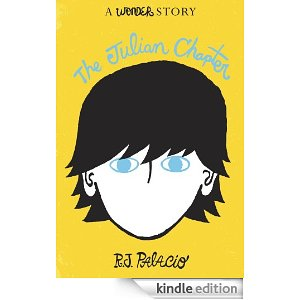 A WONDER STORY
The Julian Chapter
R.J. PALACIO
kindle edition